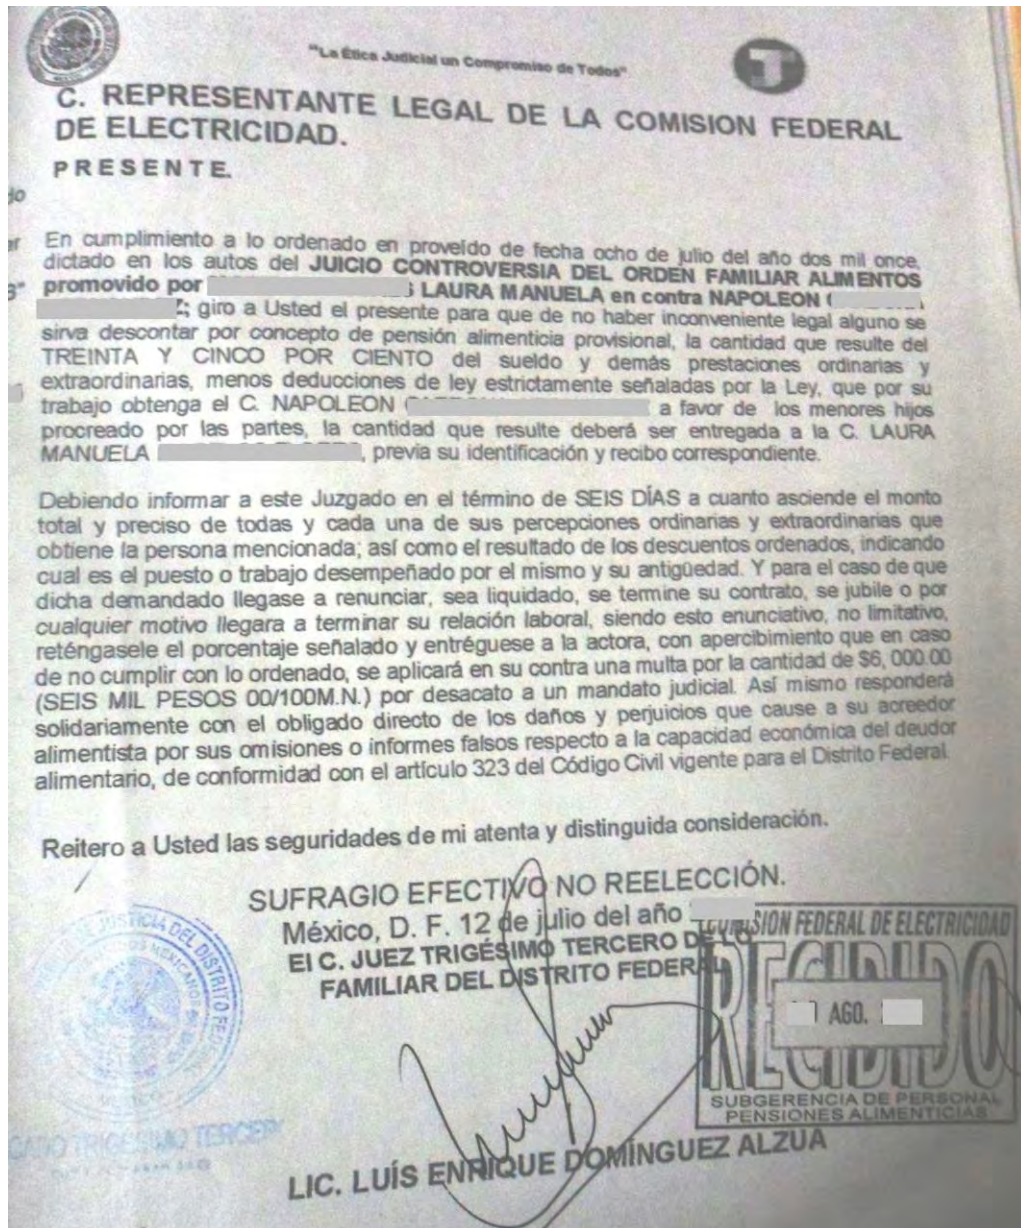 "La Ética Judicial un Compromiso de Todos"
C. REPRESENTANTE LEGAL DE LA COMISION FEDERAL
DE ELECTRICIDAD.
PRESENTE.
En cumplimiento a lo ordenado en proveído de fecha ocho de julio del año dos mil once,
dictado en los autos del JUICIO CONTROVERSIA DEL ORDEN FAMILIAR ALIMENTOS
promovido por LAURA MANUELA en contra NAPOLEON
giro a Usted el presente para que de no haber inconveniente legal alguno se
sirva descontar por concepto de pensión alimenticia provisional, la cantidad que resulte del
TREINTA Y CINCO POR CIENTO del sueldo y demás prestaciones ordinarias y
extraordinarias, menos deducciones de ley estrictamente señaladas por la Ley, que por su
trabajo obtenga el C. NAPOLEON a favor de los menores hijos
procreado por las partes, la cantidad que resulte deberá ser entregada a la C. LAURA
MANUELA , previa su identificación y recibo correspondiente.
Debiendo informar a este Juzgado en el término de SEIS DÍAS a cuanto asciende el monto
total y preciso de todas y cada una de sus percepciones ordinarias y extraordinarias que
obtiene la persona mencionada; así como el resultado de los descuentos ordenados, indicando
cual es el puesto o trabajo desempeñado por el mismo y su antigüedad. Y para el caso de que
dicha demandado llegase a renunciar, sea liquidado, se termine su contrato, se jubile o por
cualquier motivo llegara a terminar su relación laboral, siendo esto enunciativo, no limitativo,
reténgasele el porcentaje señalado y entréguese a la actora, con apercibimiento que en caso
de no cumplir con lo ordenado, se aplicará en su contra una multa por la cantidad de $6, 000.00
(SEIS MIL PESOS 00/100M.N.) por desacato a un mandato judicial. Así mismo responderá
solidariamente con el obligado directo de los daños y perjuicios que cause a su acreedor
alimentista por sus omisiones o informes falsos respecto a la capacidad económica del deudor
alimentario, de conformidad con el artículo 323 del Código Civil vigente para el Distrito Federal.
Reitero a Usted las seguridades de mi atenta y distinguida consideración.
SUFRAGIO EFECTIVO NO REELECCIÓN.
México, D. F. 12 de julio del año
El C. JUEZ TRIGÉSIMO TERCERO DE LO
FAMILIAR DEL DISTRITO FEDERAL
COMISION FEDERAL DE ELECTRICIDAD
RECIBIDO
AGO.
SUBGERENCIA DE PERSONAL
PENSIONES ALIMENTICIAS
JUSTICIA DEL DISTRITO FEDERAL
TRIGÉSIMO TERCERO
LIC. LUÍS ENRIQUE DOMÍNGUEZ ALZUA